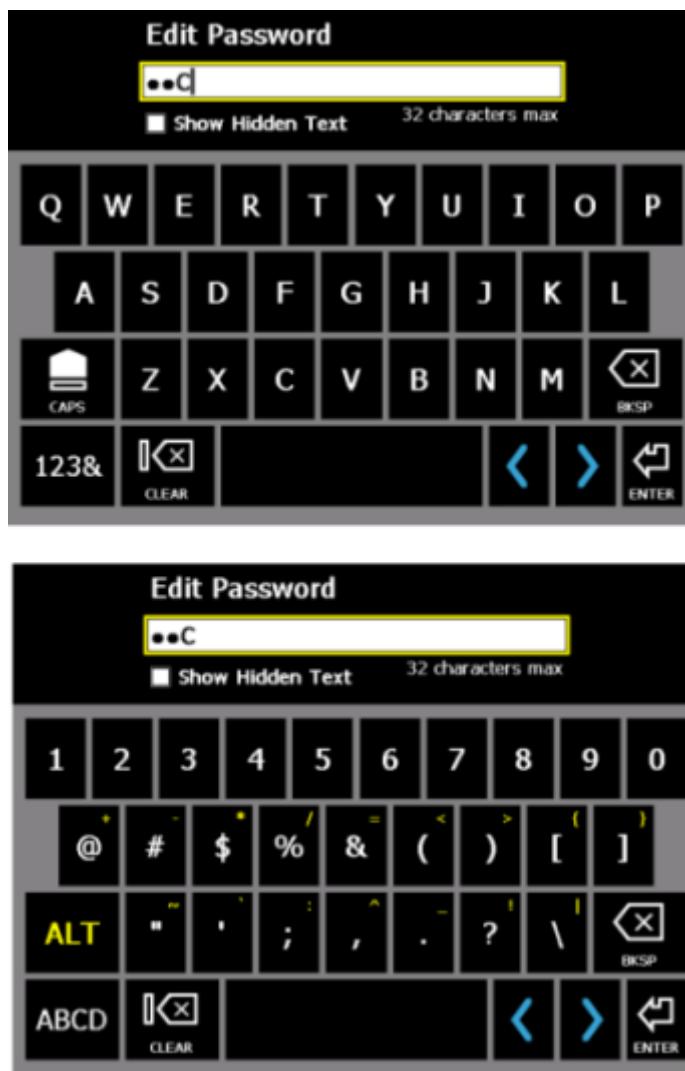 Edit Password
●●C
Show Hidden Text 32 characters max
Q W E R T Y U I O P
A S D F G H J K L
CAPS Z X C V B N M BKSP
123& CLEAR ENTER
Edit Password
●●C
Show Hidden Text 32 characters max
1 2 3 4 5 6 7 8 9 0
@ + # - $ * % / & = ( < ) > [ { ] }
ALT " ~ ' ` ; : , ^ . _ ? ! \ | BKSP
ABCD CLEAR ENTER